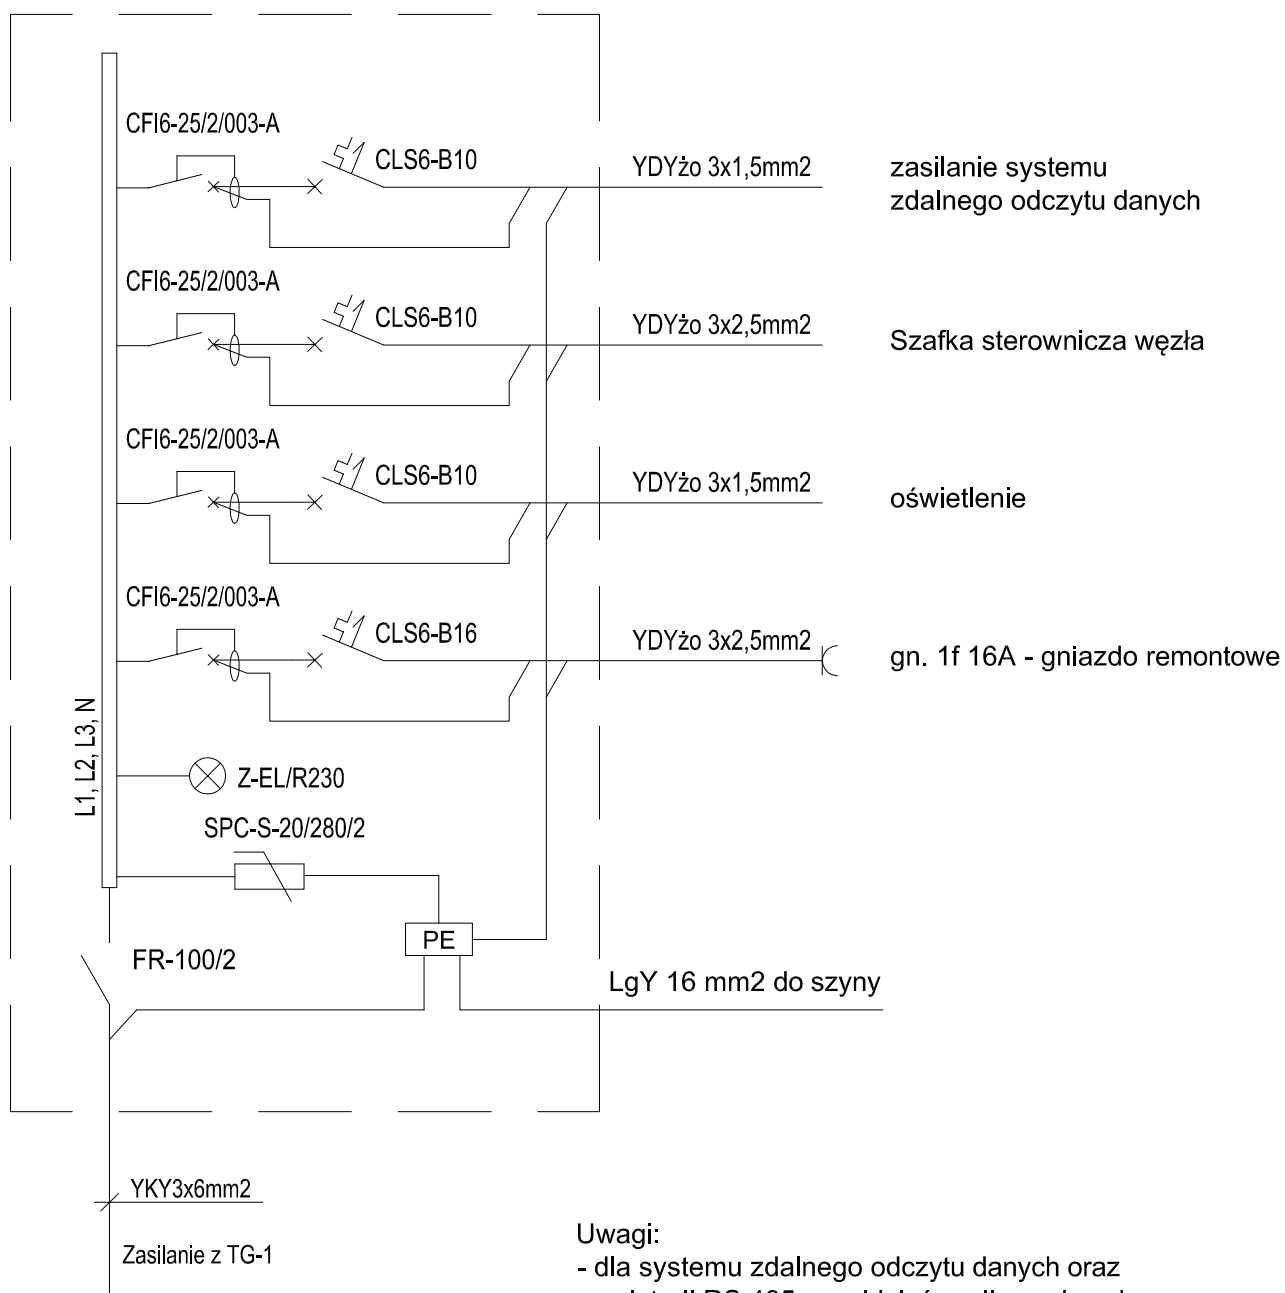 CFI6-25/2/003-A
CLS6-B10
YDYżo 3x1,5mm2
zasilanie systemu
zdalnego odczytu danych
CFI6-25/2/003-A
CLS6-B10
YDYżo 3x2,5mm2
Szafka sterownicza węzła
CFI6-25/2/003-A
CLS6-B10
YDYżo 3x1,5mm2
oświetlenie
CFI6-25/2/003-A
CLS6-B16
YDYżo 3x2,5mm2
gn. 1f 16A - gniazdo remontowe
L1, L2, L3, N
Z-EL/R230
SPC-S-20/280/2
PE
FR-100/2
LgY 16 mm2 do szyny
YKY3x6mm2
Zasilanie z TG-1
Uwagi:
- dla systemu zdalnego odczytu danych oraz